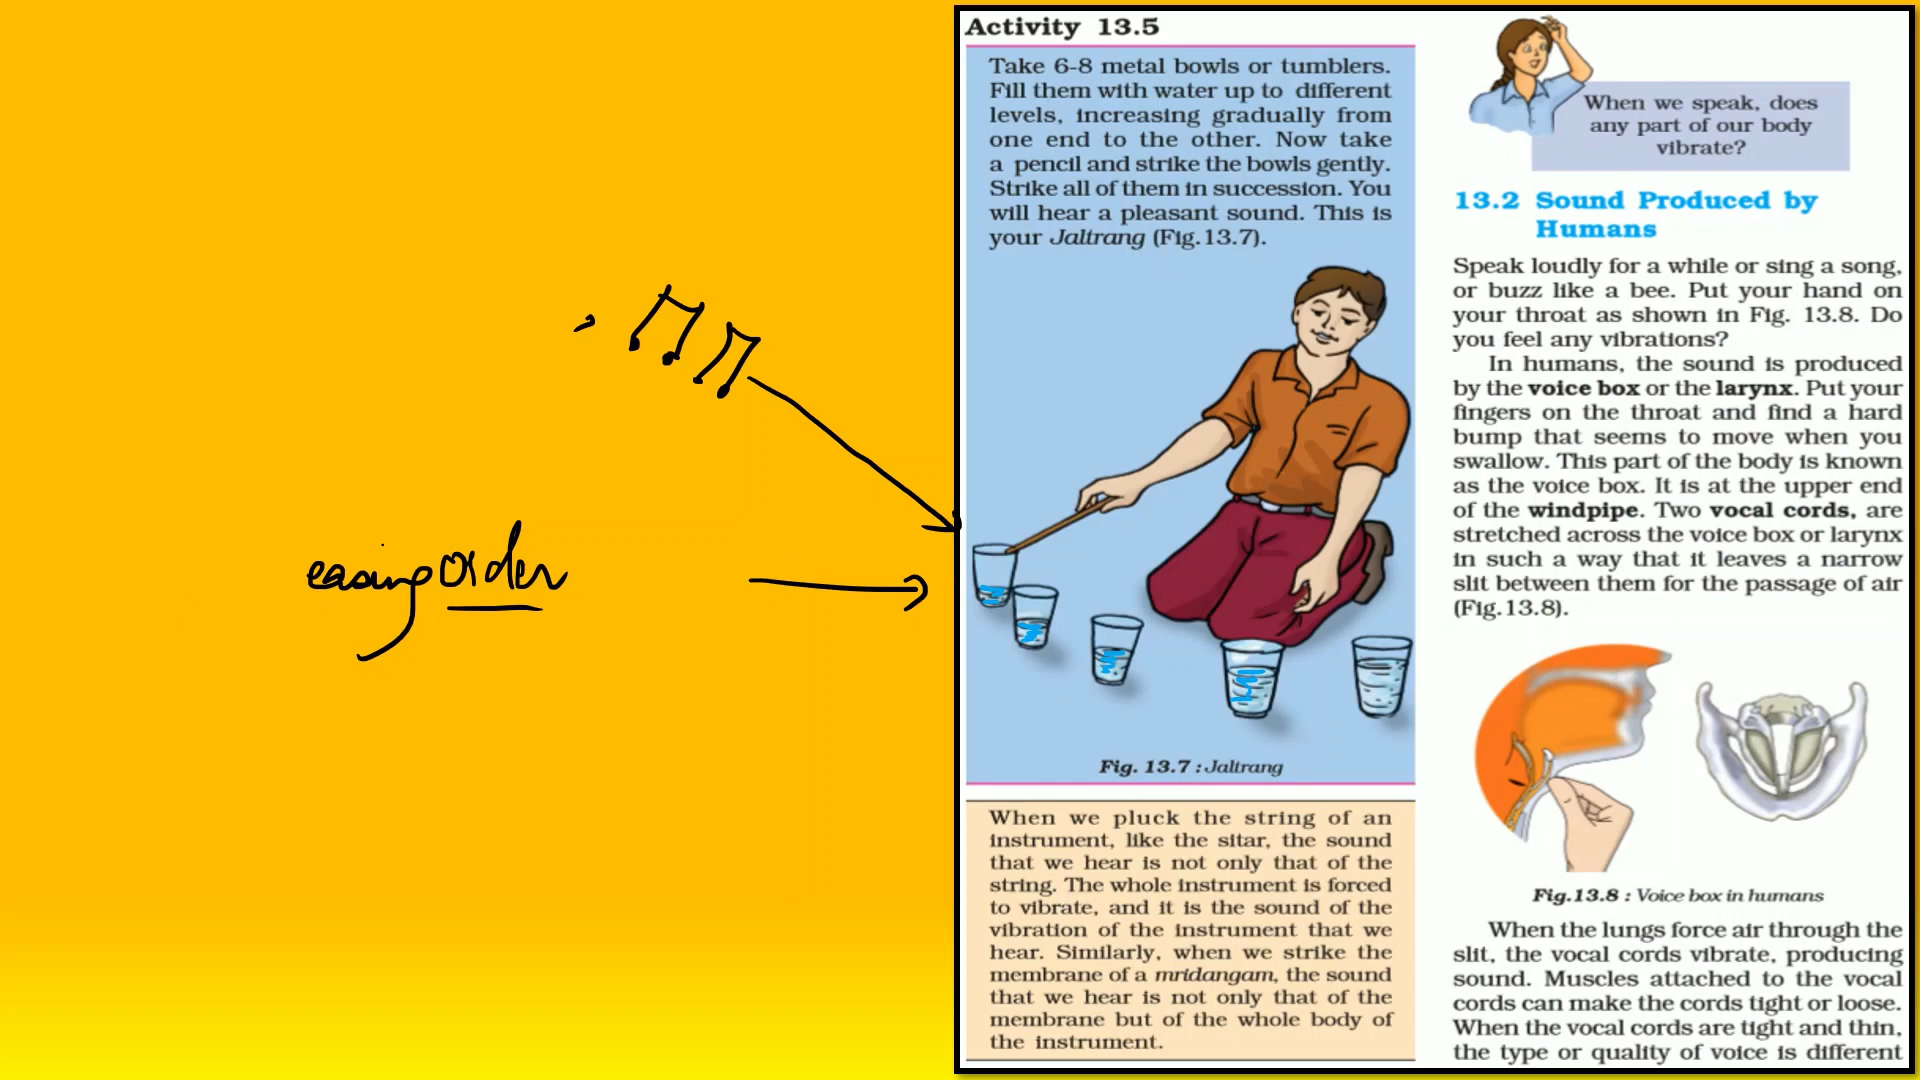 easing order
Activity 13.5
Take 6-8 metal bowls or tumblers.
Fill them with water up to different
levels, increasing gradually from
one end to the other. Now take
a pencil and strike the bowls gently.
Strike all of them in succession. You
will hear a pleasant sound. This is
your Jaltrang (Fig.13.7).
Fig. 13.7 : Jaltrang
When we pluck the string of an
instrument, like the sitar, the sound
that we hear is not only that of the
string. The whole instrument is forced
to vibrate, and it is the sound of the
vibration of the instrument that we
hear. Similarly, when we strike the
membrane of a mridangam, the sound
that we hear is not only that of the
membrane but of the whole body of
the instrument.
When we speak, does
any part of our body
vibrate?
13.2 Sound Produced by
Humans
Speak loudly for a while or sing a song,
or buzz like a bee. Put your hand on
your throat as shown in Fig. 13.8. Do
you feel any vibrations?
In humans, the sound is produced
by the voice box or the larynx. Put your
fingers on the throat and find a hard
bump that seems to move when you
swallow. This part of the body is known
as the voice box. It is at the upper end
of the windpipe. Two vocal cords, are
stretched across the voice box or larynx
in such a way that it leaves a narrow
slit between them for the passage of air
(Fig.13.8).
Fig.13.8 : Voice box in humans
When the lungs force air through the
slit, the vocal cords vibrate, producing
sound. Muscles attached to the vocal
cords can make the cords tight or loose.
When the vocal cords are tight and thin,
the type or quality of voice is different